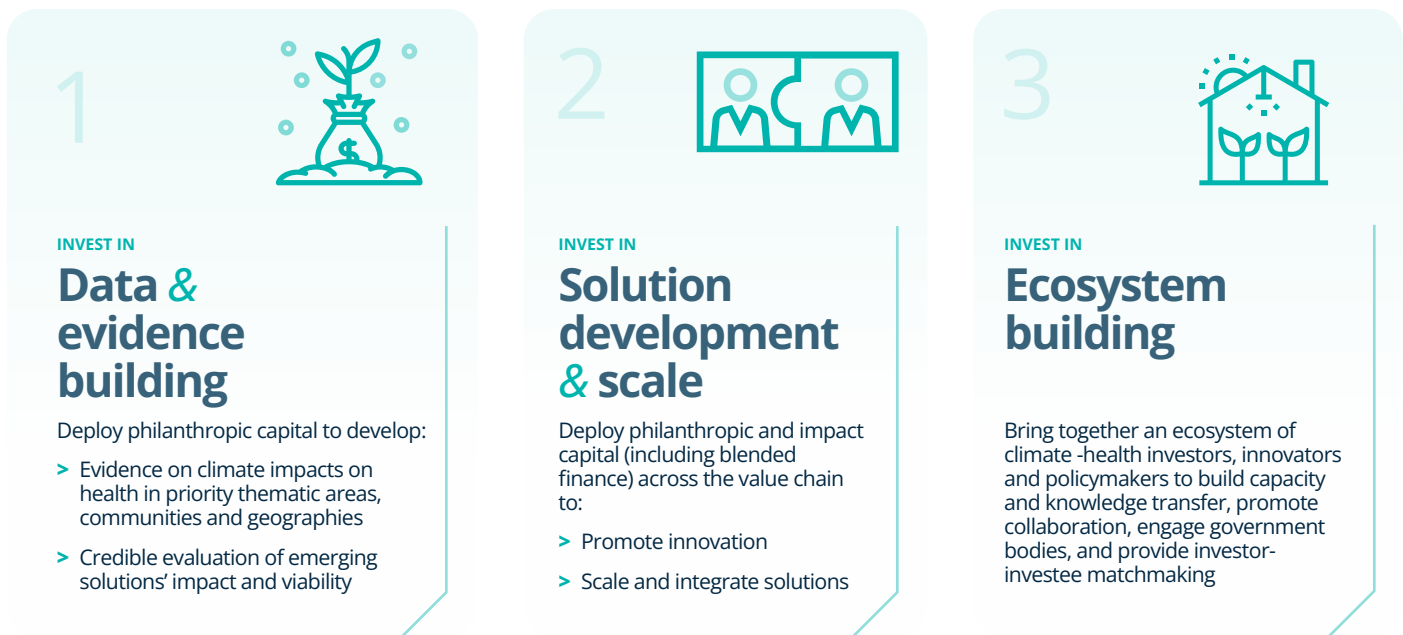 1
INVEST IN
Data &
evidence
building
Deploy philanthropic capital to develop:
> Evidence on climate impacts on
health in priority thematic areas,
communities and geographies
> Credible evaluation of emerging
solutions’ impact and viability
2
INVEST IN
Solution
development
& scale
Deploy philanthropic and impact
capital (including blended
finance) across the value chain
to:
> Promote innovation
> Scale and integrate solutions
3
INVEST IN
Ecosystem
building
Bring together an ecosystem of
climate -health investors, innovators
and policymakers to build capacity
and knowledge transfer, promote
collaboration, engage government
bodies, and provide investor-
investee matchmaking
$